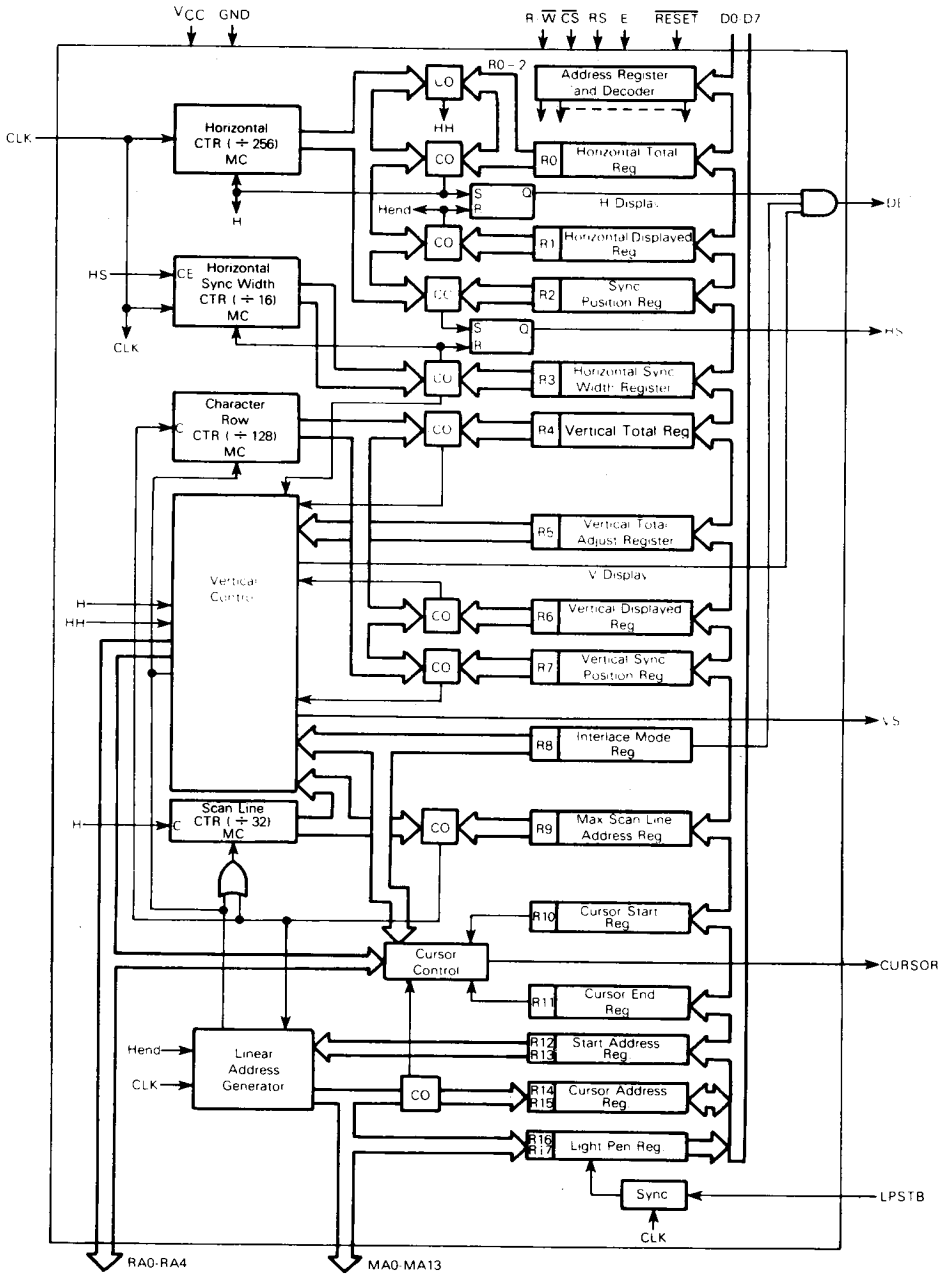 VCC GND
R W CS RS E RESET D0 D7
R0-2
CO
Address Register
and Decoder
HH
CLK
Horizontal
CTR (÷256)
MC
CO
R0 Horizontal Total
Reg
H
Hend
S Q
R
H Display
DE
CO
R1 Horizontal Displayed
Reg
HS
CE
Horizontal
Sync Width
CTR (÷16)
MC
R2 Sync
Position Reg
CLK
S Q
R
HS
CO
R3 Horizontal Sync
Width Register
Character
Row
CTR (÷128)
MC
C
CO
R4 Vertical Total Reg
R5 Vertical Total
Adjust Register
V Display
Vertical
Control
H
HH
CO
R6 Vertical Displayed
Reg
CO
R7 Vertical Sync
Position Reg
VS
R8 Interlace Mode
Reg
H
C
Scan Line
CTR (÷32)
MC
CO
R9 Max Scan Line
Address Reg
R10 Cursor Start
Reg
Cursor
Control
CURSOR
R11 Cursor End
Reg
Hend
CLK
Linear
Address
Generator
R12
R13
Start Address
Reg.
CO
R14
R15
Cursor Address
Reg
R16
R17
Light Pen Reg.
Sync
LPSTB
CLK
RA0-RA4 MA0-MA13